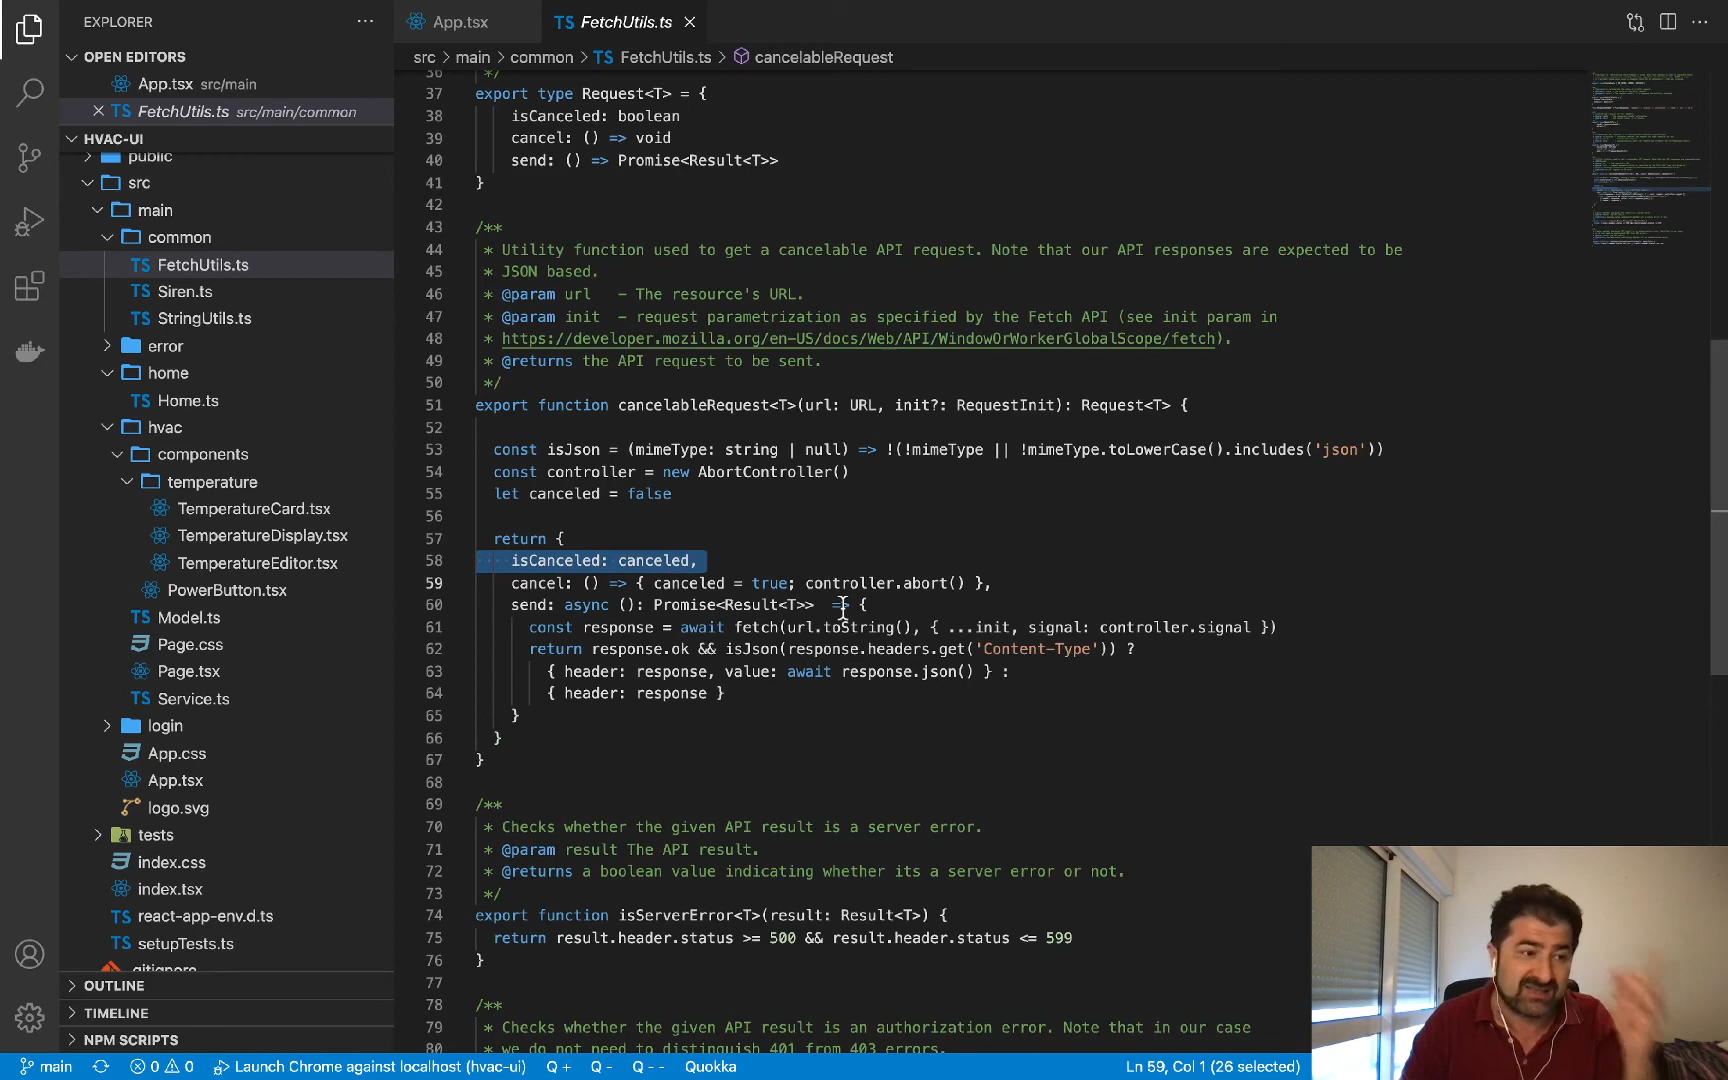 EXPLORER
OPEN EDITORS
App.tsx src/main
TS FetchUtils.ts src/main/common
HVAC-UI
public
src
main
common
TS FetchUtils.ts
TS Siren.ts
TS StringUtils.ts
error
home
TS Home.ts
hvac
components
temperature
TemperatureCard.tsx
TemperatureDisplay.tsx
TemperatureEditor.tsx
PowerButton.tsx
TS Model.ts
Page.css
TS Page.tsx
TS Service.ts
login
App.css
App.tsx
logo.svg
tests
index.css
index.tsx
TS react-app-env.d.ts
TS setupTests.ts
.gitignore
OUTLINE
TIMELINE
NPM SCRIPTS
App.tsx
TS FetchUtils.ts
src > main > common > TS FetchUtils.ts > cancelableRequest
36 */
37 export type Request<T> = {
38 isCanceled: boolean
39 cancel: () => void
40 send: () => Promise<Result<T>>
41 }
42
43 /**
44 * Utility function used to get a cancelable API request. Note that our API responses are expected to be
45 * JSON based.
46 * @param url - The resource's URL.
47 * @param init - request parametrization as specified by the Fetch API (see init param in
48 * https://developer.mozilla.org/en-US/docs/Web/API/WindowOrWorkerGlobalScope/fetch).
49 * @returns the API request to be sent.
50 */
51 export function cancelableRequest<T>(url: URL, init?: RequestInit): Request<T> {
52
53 const isJson = (mimeType: string | null) => !(!mimeType || !mimeType.toLowerCase().includes('json'))
54 const controller = new AbortController()
55 let canceled = false
56
57 return {
58 isCanceled: canceled,
59 cancel: () => { canceled = true; controller.abort() },
60 send: async (): Promise<Result<T>> => {
61 const response = await fetch(url.toString(), { ...init, signal: controller.signal })
62 return response.ok && isJson(response.headers.get('Content-Type')) ?
63 { header: response, value: await response.json() } :
64 { header: response }
65 }
66 }
67 }
68
69 /**
70 * Checks whether the given API result is a server error.
71 * @param result The API result.
72 * @returns a boolean value indicating whether its a server error or not.
73 */
74 export function isServerError<T>(result: Result<T>) {
75 return result.header.status >= 500 && result.header.status <= 599
76 }
77
78 /**
79 * Checks whether the given API result is an authorization error. Note that in our case
80 * we do not need to distinguish 401 from 403 errors.
main 0 0 Launch Chrome against localhost (hvac-ui) Q + Q - Q - - Quokka Ln 59, Col 1 (26 selected)